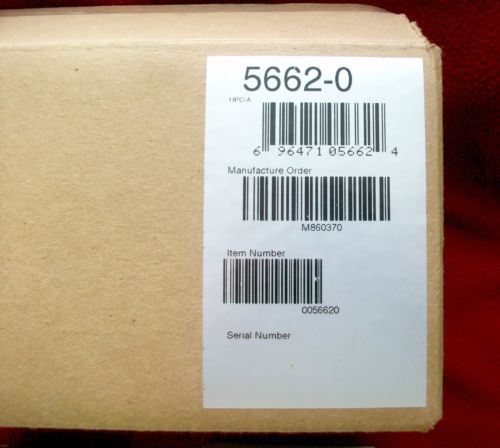 5662-0
UPC-A
6 96471 05662 4
Manufacture Order
M860370
Item Number
0056620
Serial Number